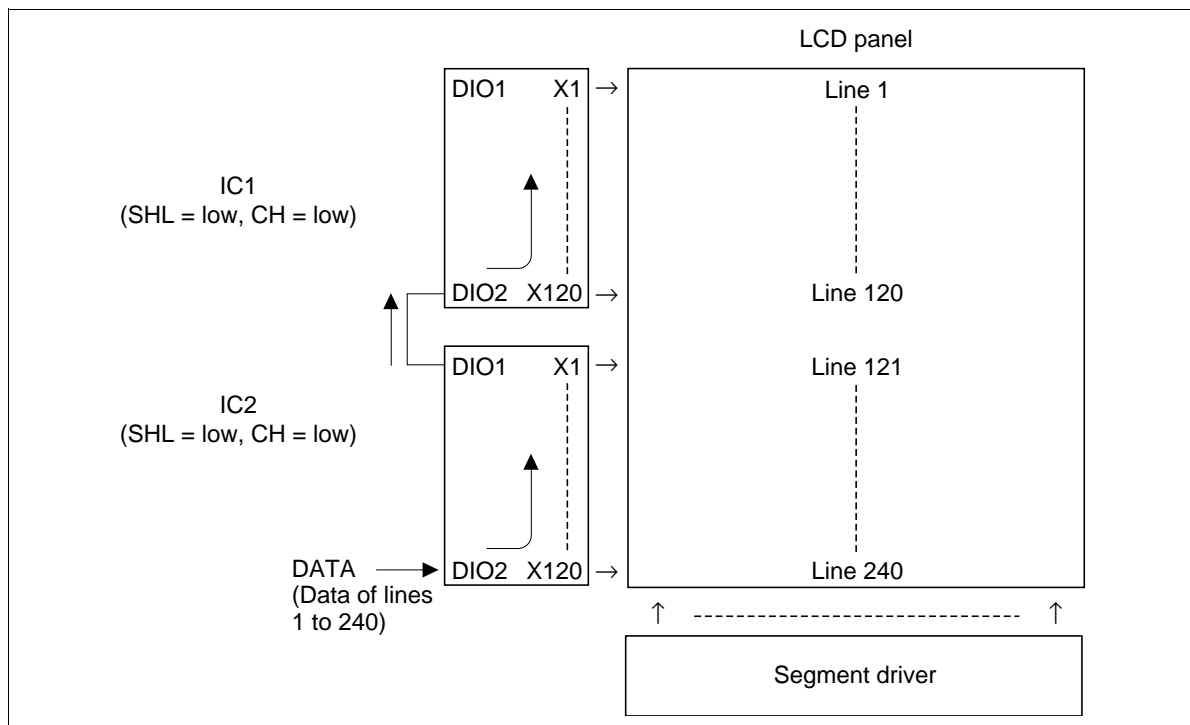 LCD panel
DIO1 X1 → Line 1
IC1
(SHL = low, CH = low)
DIO2 X120 → Line 120
DIO1 X1 → Line 121
IC2
(SHL = low, CH = low)
DATA
(Data of lines
1 to 240)
DIO2 X120 → Line 240
↑ ↑
Segment driver